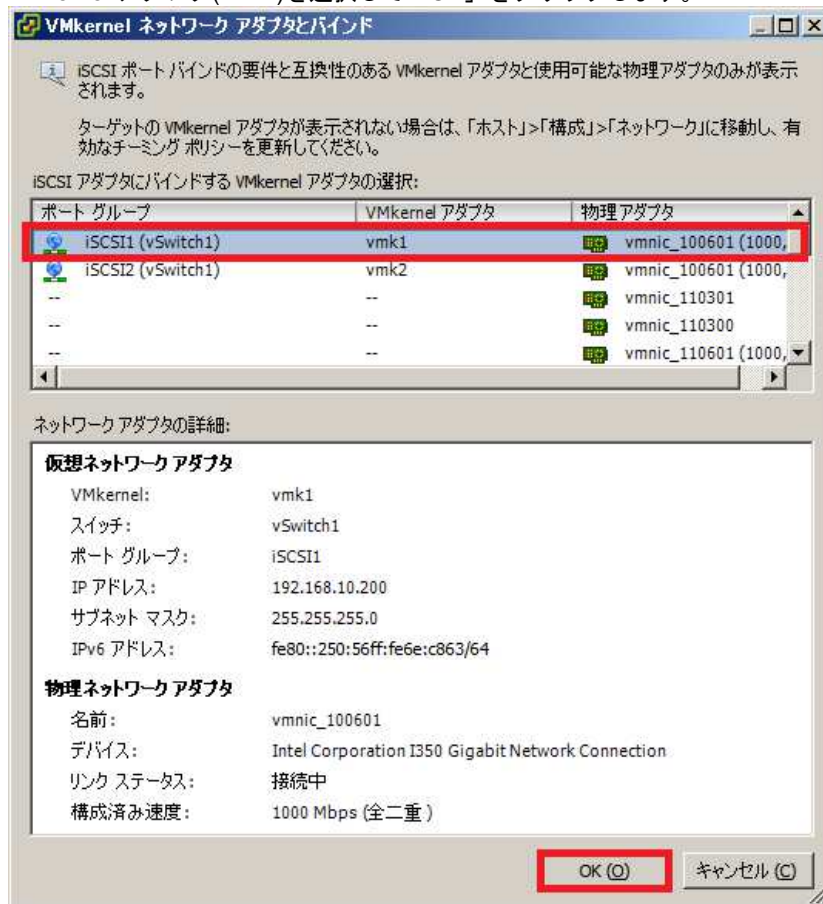 VMkernel ネットワーク アダプタとバインド
iSCSI ポート バインドの要件と互換性のある VMkernel アダプタと使用可能な物理アダプタのみが表示
されます。
ターゲットの VMkernel アダプタが表示されない場合は、「ホスト」>「構成」>「ネットワーク」に移動し、有
効なチーミング ポリシーを更新してください。
iSCSI アダプタにバインドする VMkernel アダプタの選択:
ポート グループ VMkernel アダプタ 物理アダプタ
iSCSI1 (vSwitch1) vmk1 vmnic_100601 (1000,
iSCSI2 (vSwitch1) vmk2 vmnic_100601 (1000,
-- -- vmnic_110301
-- -- vmnic_110300
-- -- vmnic_110601 (1000,
ネットワーク アダプタの詳細:
仮想ネットワーク アダプタ
VMkernel: vmk1
スイッチ: vSwitch1
ポート グループ: iSCSI1
IP アドレス: 192.168.10.200
サブネット マスク: 255.255.255.0
IPv6 アドレス: fe80::250:56ff:fe6e:c863/64
物理ネットワーク アダプタ
名前: vmnic_100601
デバイス: Intel Corporation I350 Gigabit Network Connection
リンク ステータス: 接続中
構成済み速度: 1000 Mbps (全二重 )
OK (O) キャンセル (C)